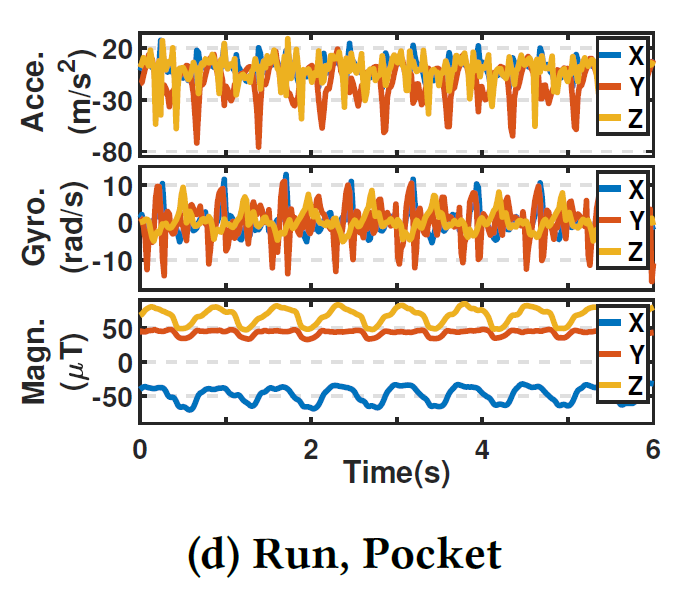 Acce.
(m/s²)
20
-30
-80
X
Y
Z
Gyro.
(rad/s)
10
0
-10
X
Y
Z
Magn.
(μT)
50
0
-50
X
Y
Z
0 2 4 6
Time(s)
(d) Run, Pocket